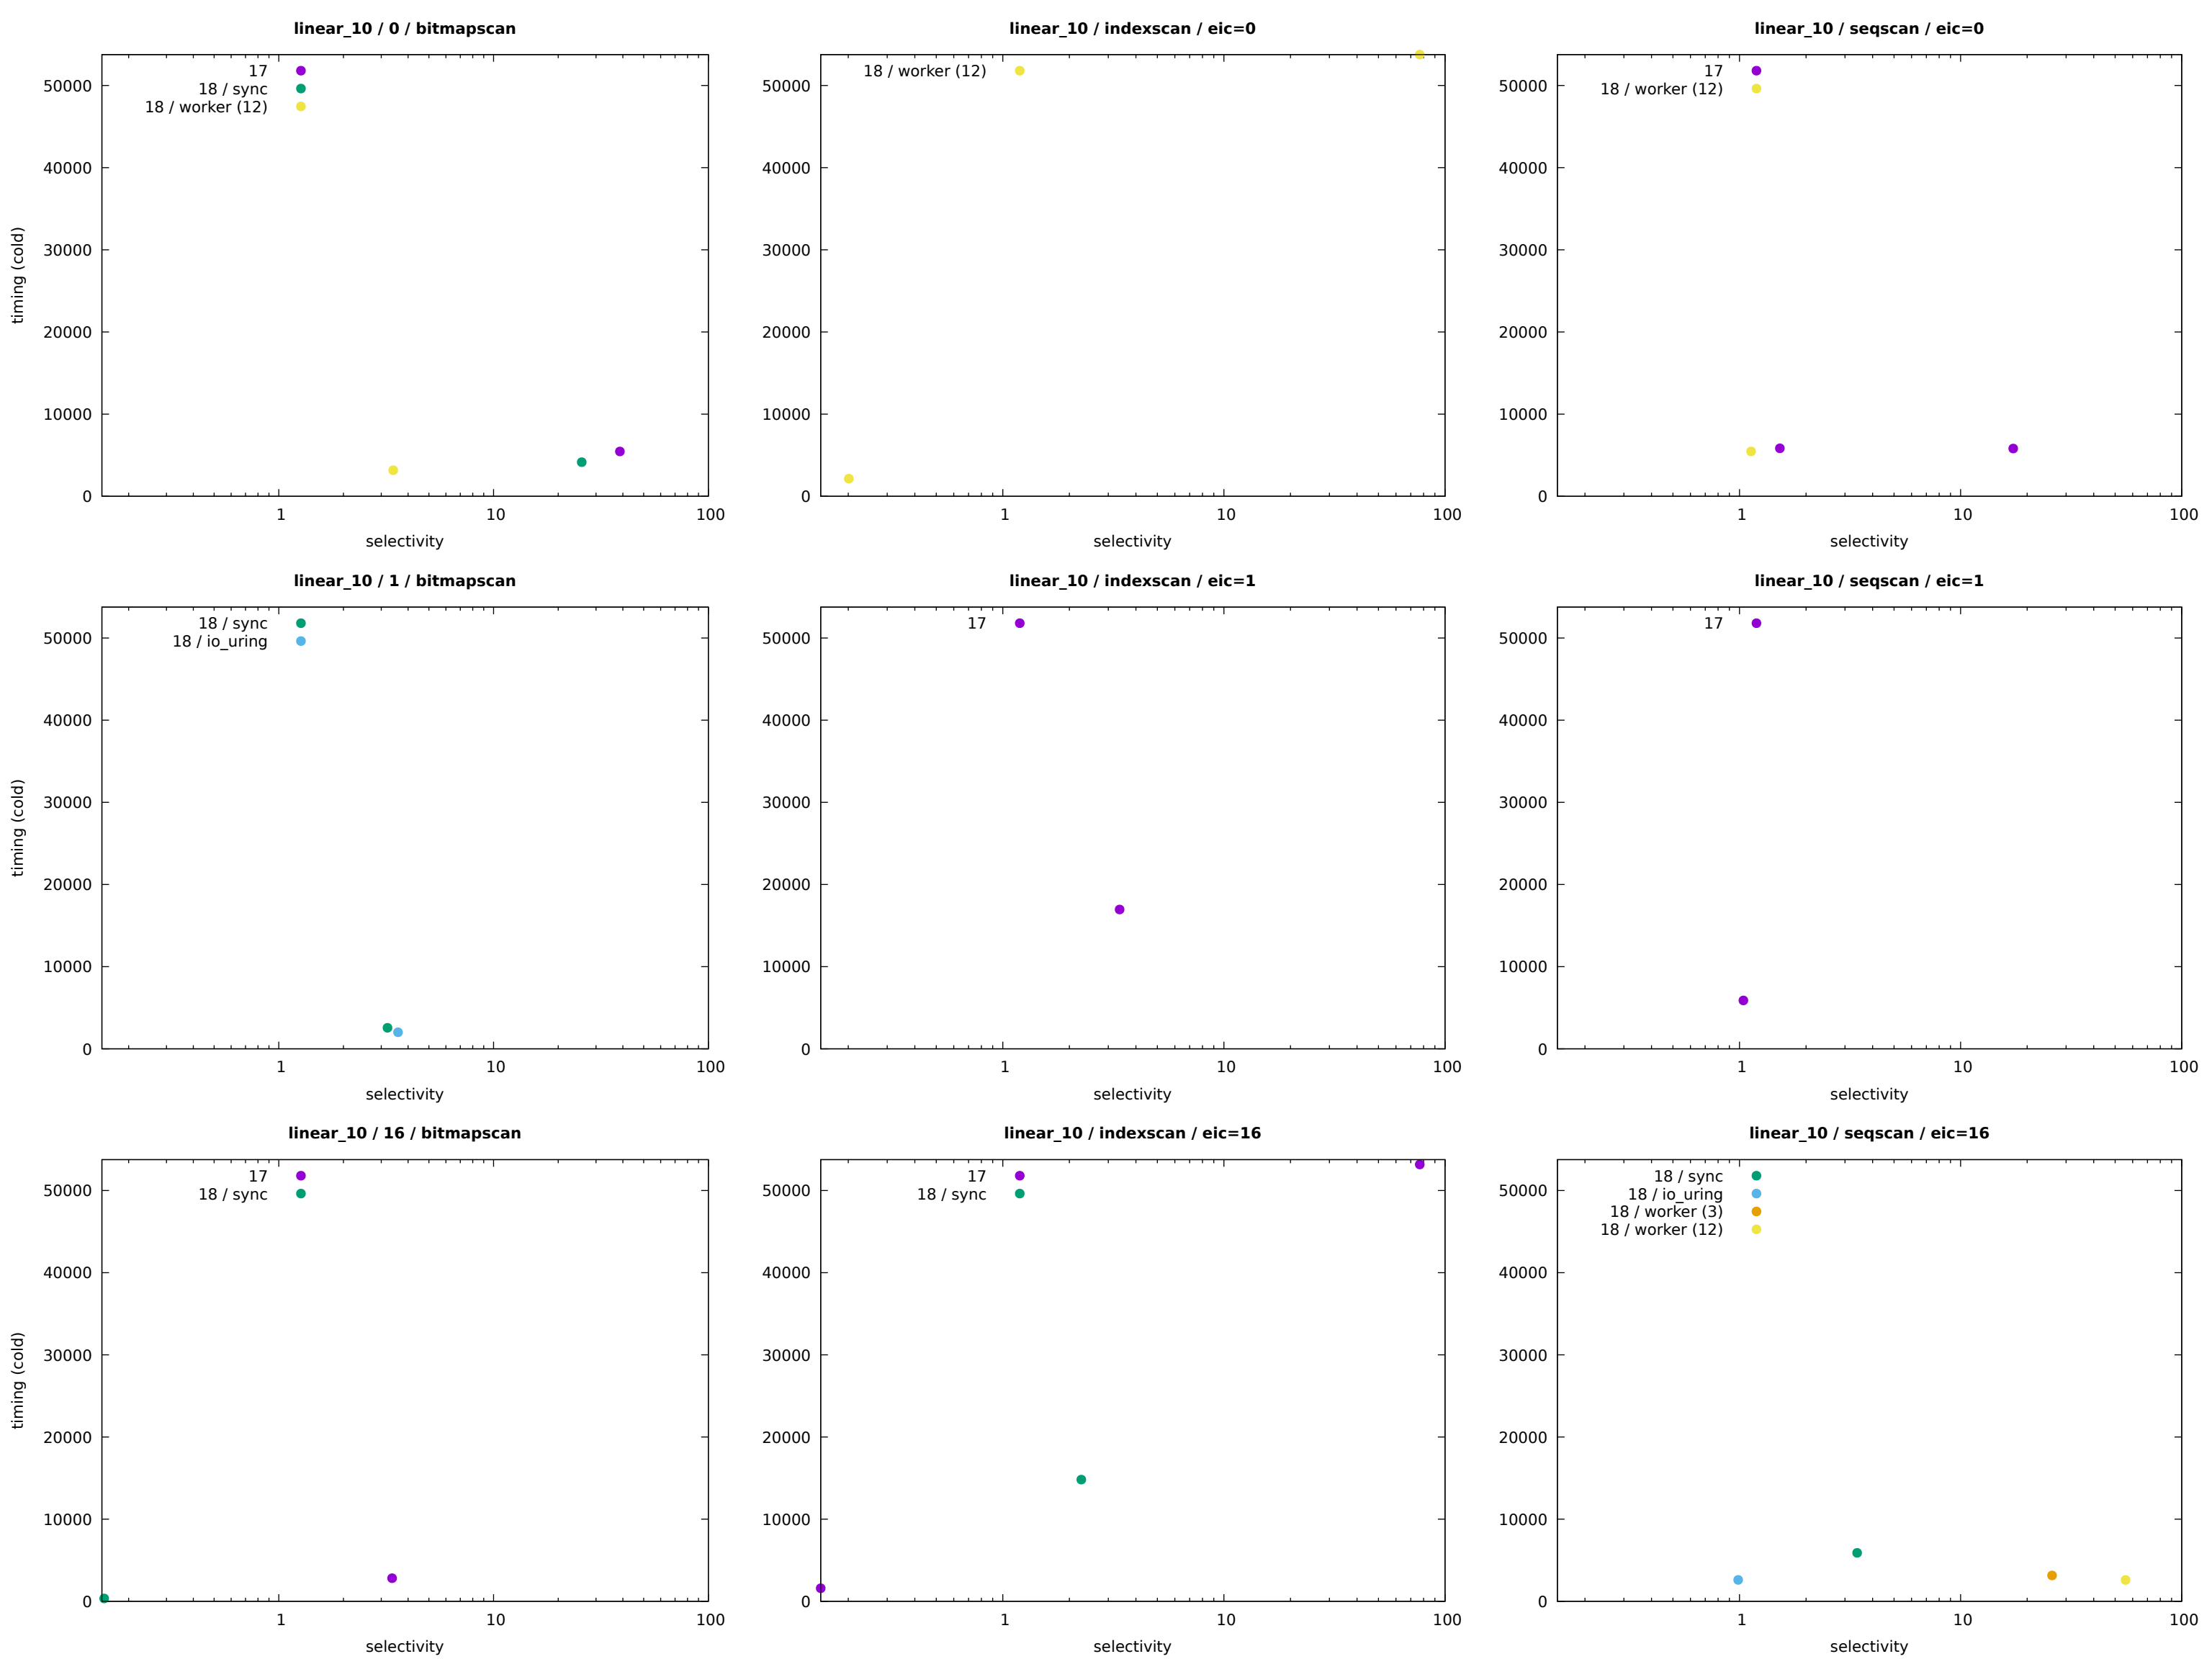 linear_10 / 0 / bitmapscan
17
18 / sync
18 / worker (12)
50000
40000
30000
20000
10000
0
timing (cold)
1 10 100
selectivity
linear_10 / indexscan / eic=0
18 / worker (12)
50000
40000
30000
20000
10000
0
1 10 100
selectivity
linear_10 / seqscan / eic=0
17
18 / worker (12)
50000
40000
30000
20000
10000
0
1 10 100
selectivity
linear_10 / 1 / bitmapscan
18 / sync
18 / io_uring
50000
40000
30000
20000
10000
0
timing (cold)
1 10 100
selectivity
linear_10 / indexscan / eic=1
17
50000
40000
30000
20000
10000
0
1 10 100
selectivity
linear_10 / seqscan / eic=1
17
50000
40000
30000
20000
10000
0
1 10 100
selectivity
linear_10 / 16 / bitmapscan
17
18 / sync
50000
40000
30000
20000
10000
0
timing (cold)
1 10 100
selectivity
linear_10 / indexscan / eic=16
17
18 / sync
50000
40000
30000
20000
10000
0
1 10 100
selectivity
linear_10 / seqscan / eic=16
18 / sync
18 / io_uring
18 / worker (3)
18 / worker (12)
50000
40000
30000
20000
10000
0
1 10 100
selectivity